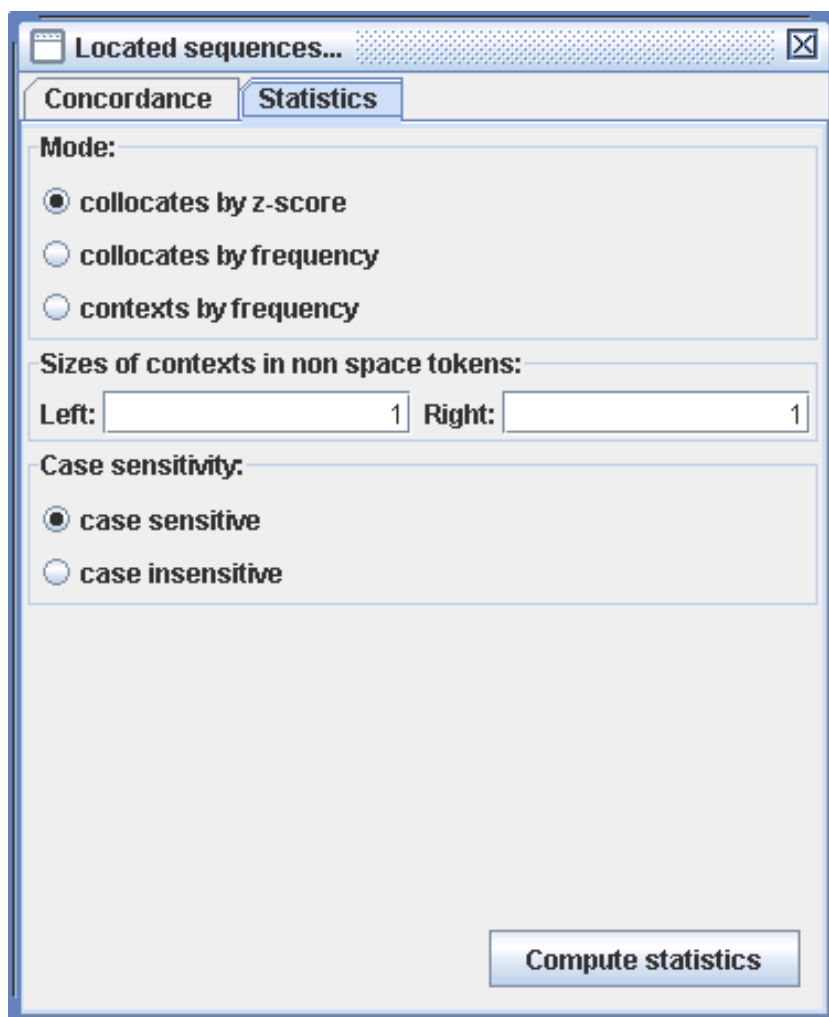 Located sequences...
Concordance Statistics
Mode:
collocates by z-score
collocates by frequency
contexts by frequency
Sizes of contexts in non space tokens:
Left: 1 Right: 1
Case sensitivity:
case sensitive
case insensitive
Compute statistics